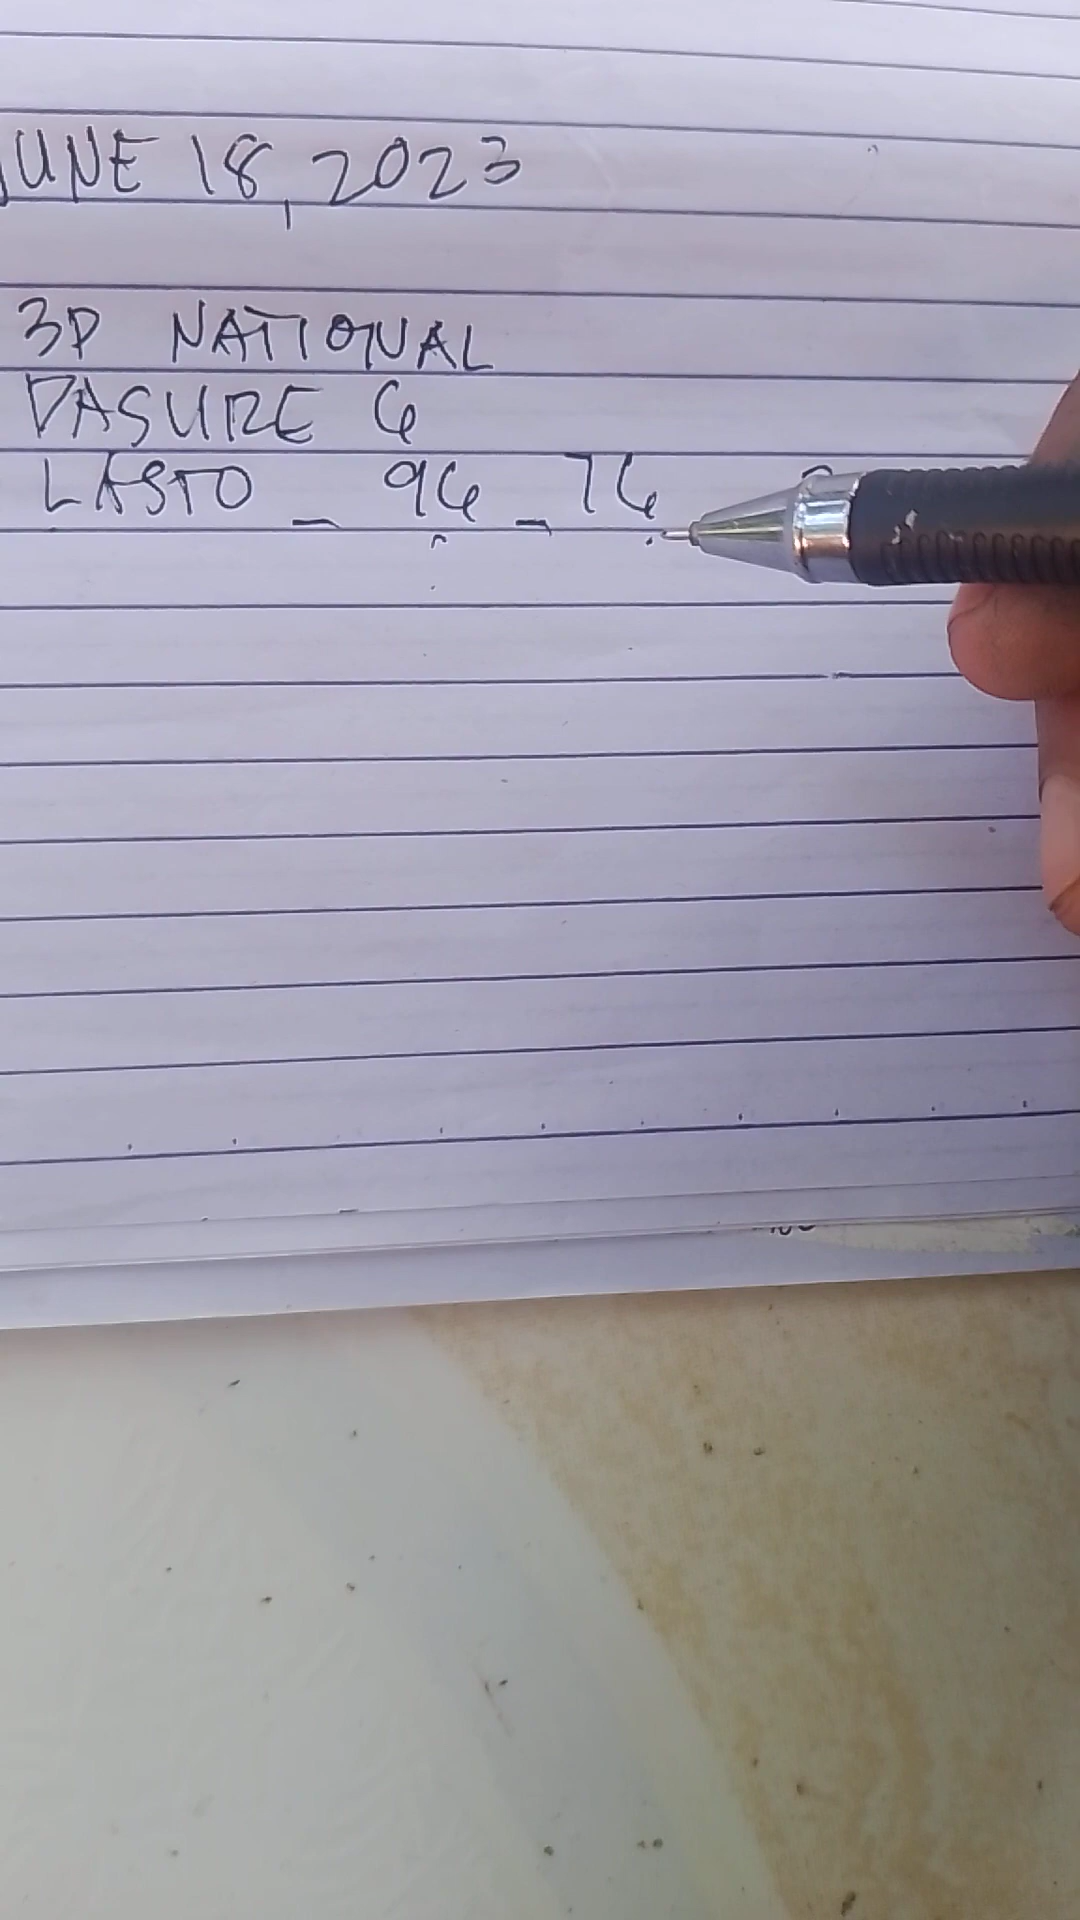 JUNE 18, 2023
3D NATIONAL
DASURE 6
LASTO _ 96 _ 76